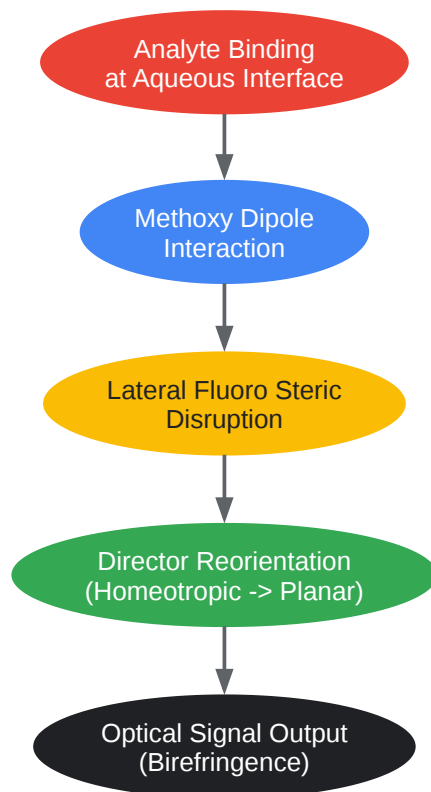 Analyte Binding
at Aqueous Interface
Methoxy Dipole
Interaction
Lateral Fluoro Steric
Disruption
Director Reorientation
(Homeotropic -> Planar)
Optical Signal Output
(Birefringence)